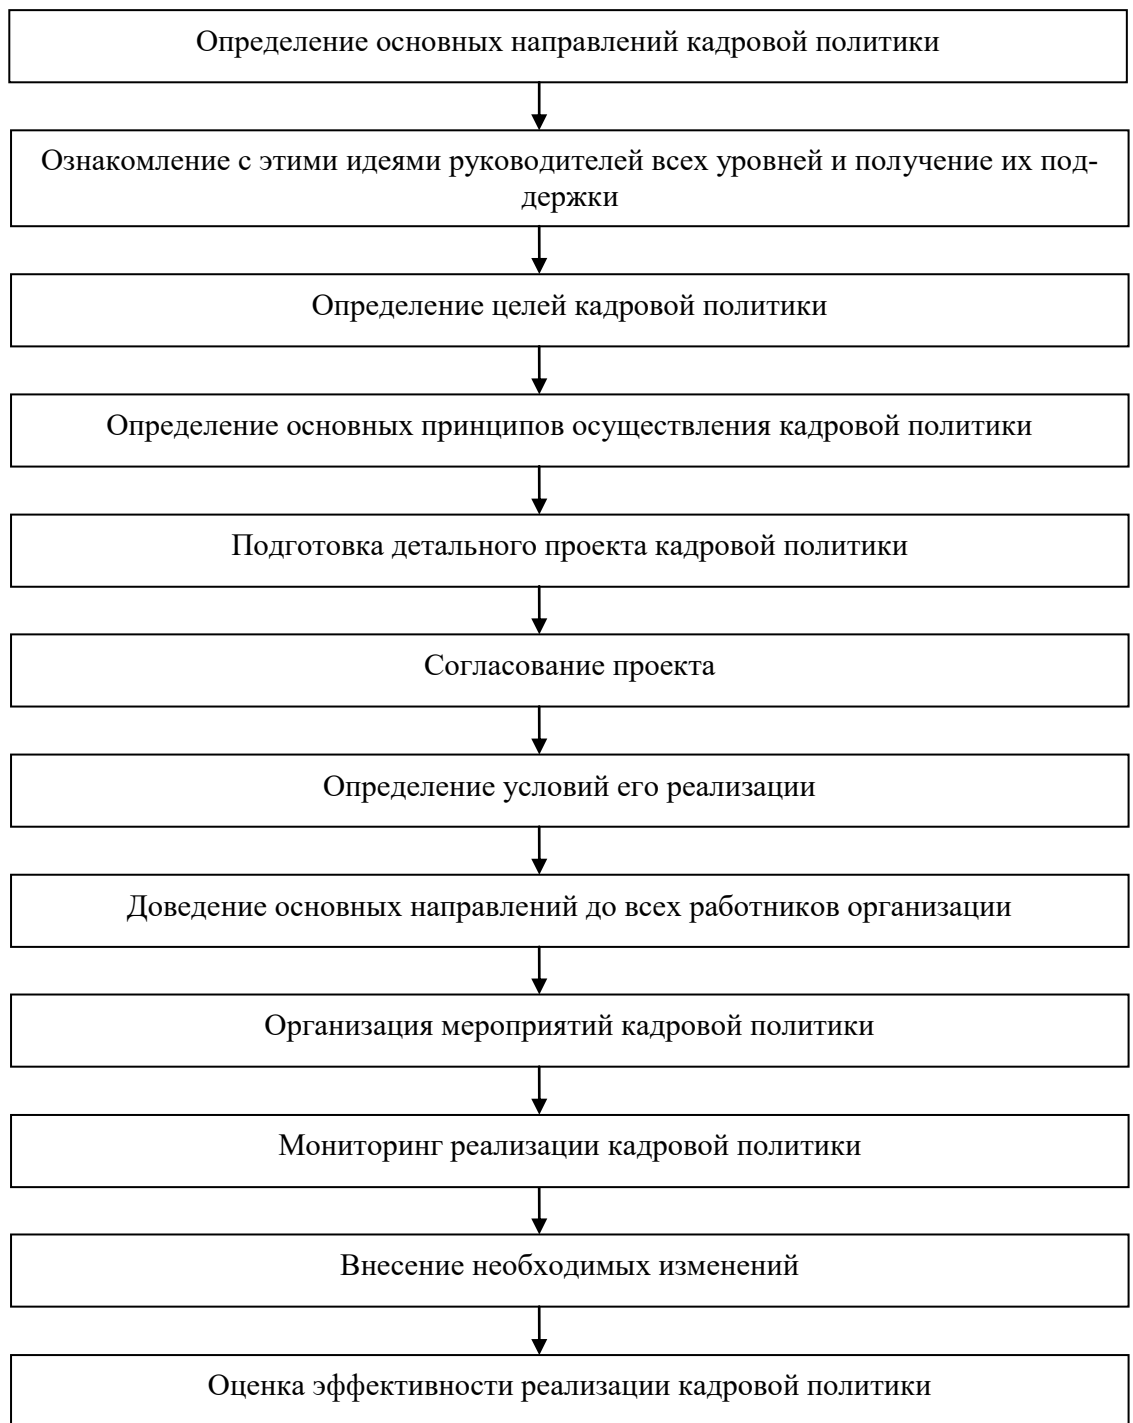 Определение основных направлений кадровой политики
Ознакомление с этими идеями руководителей всех уровней и получение их под-
держки
Определение целей кадровой политики
Определение основных принципов осуществления кадровой политики
Подготовка детального проекта кадровой политики
Согласование проекта
Определение условий его реализации
Доведение основных направлений до всех работников организации
Организация мероприятий кадровой политики
Мониторинг реализации кадровой политики
Внесение необходимых изменений
Оценка эффективности реализации кадровой политики